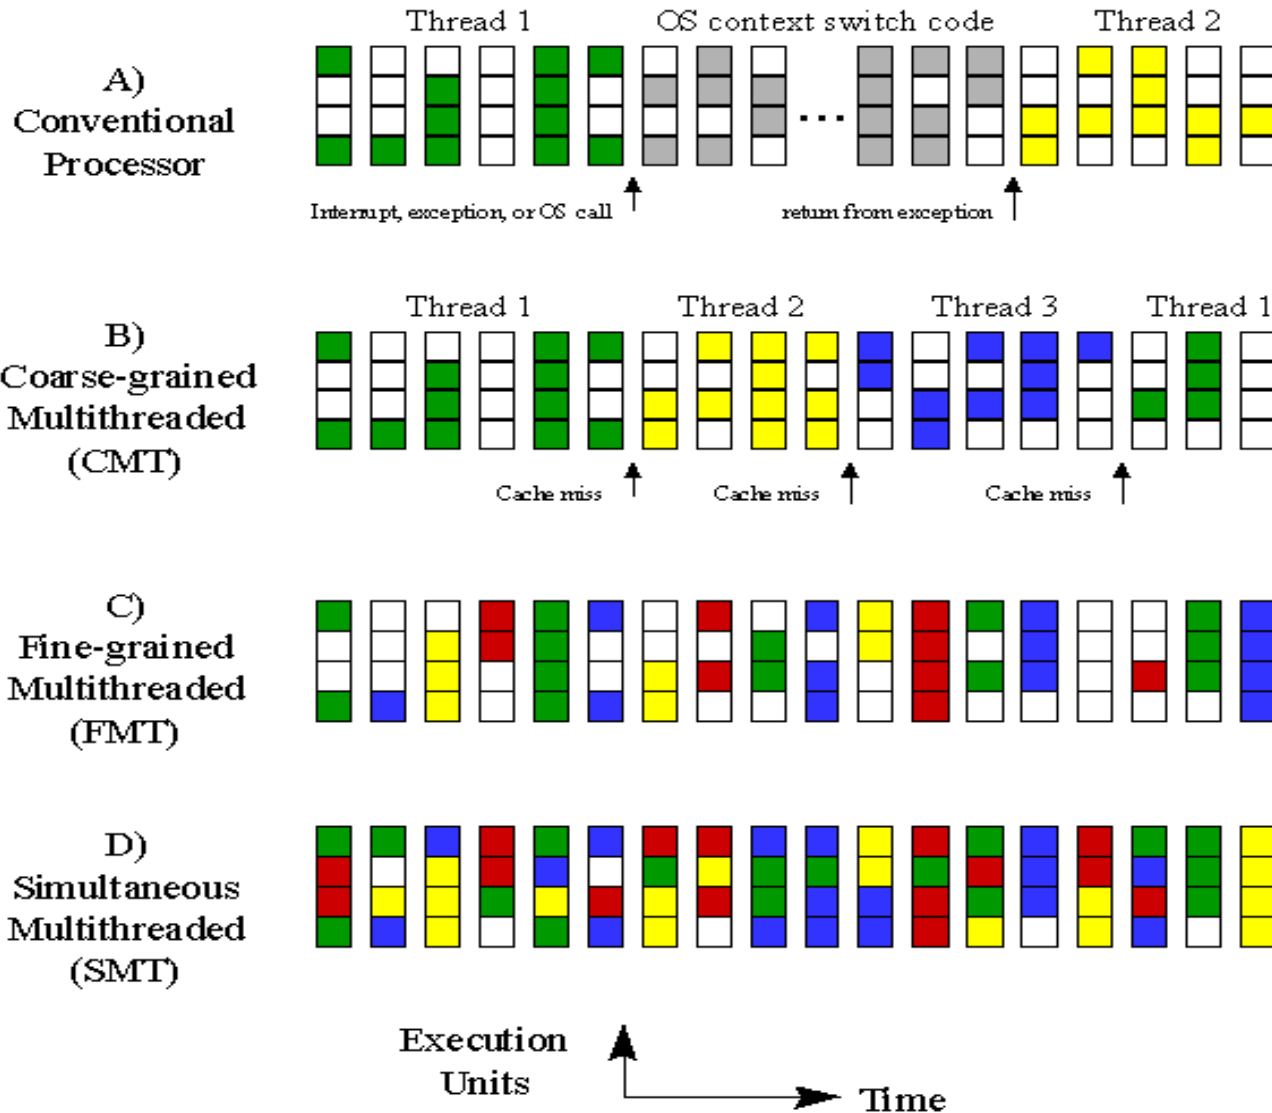 Thread 1 OS context switch code Thread 2
A)
Conventional
Processor
...
Interrupt, exception, or OS call return from exception
Thread 1 Thread 2 Thread 3 Thread 1
B)
Coarse-grained
Multithreaded
(CMT)
Cache miss Cache miss Cache miss
C)
Fine-grained
Multithreaded
(FMT)
D)
Simultaneous
Multithreaded
(SMT)
Execution
Units
Time